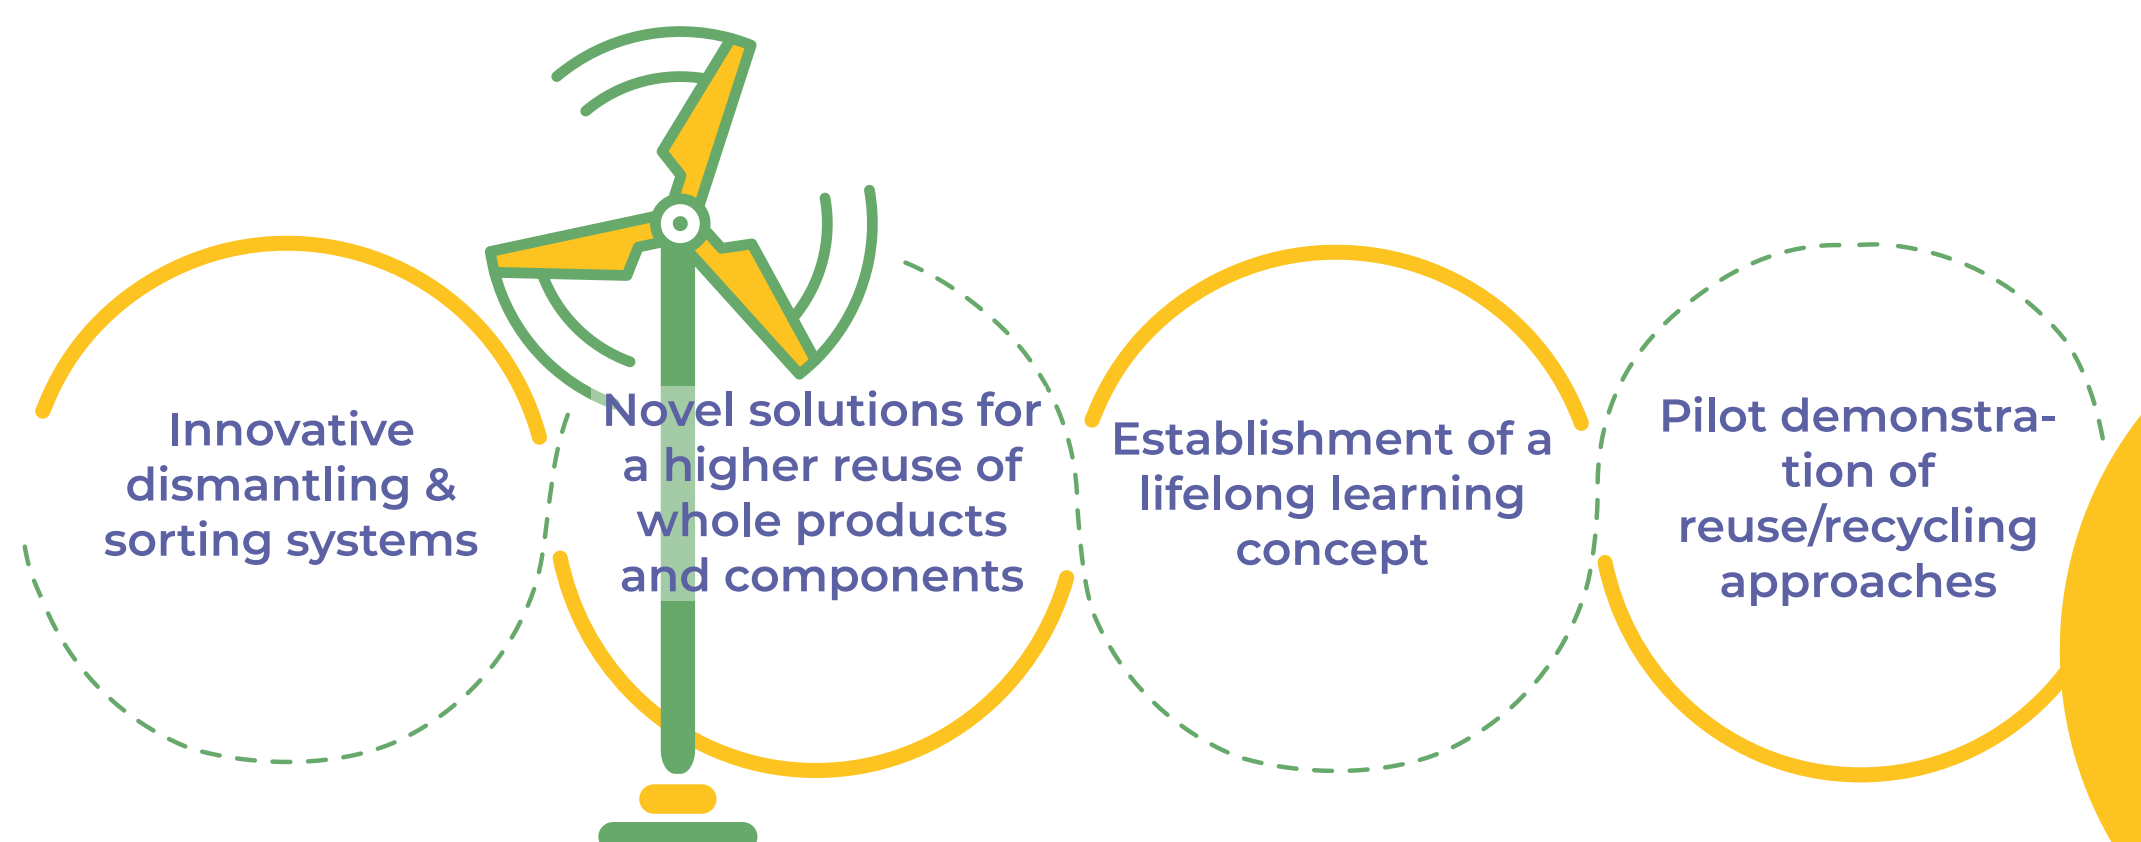 Innovative
dismantling &
sorting systems
Novel solutions for
a higher reuse of
whole products
and components
Establishment of a
lifelong learning
concept
Pilot demonstra-
tion of
reuse/recycling
approaches